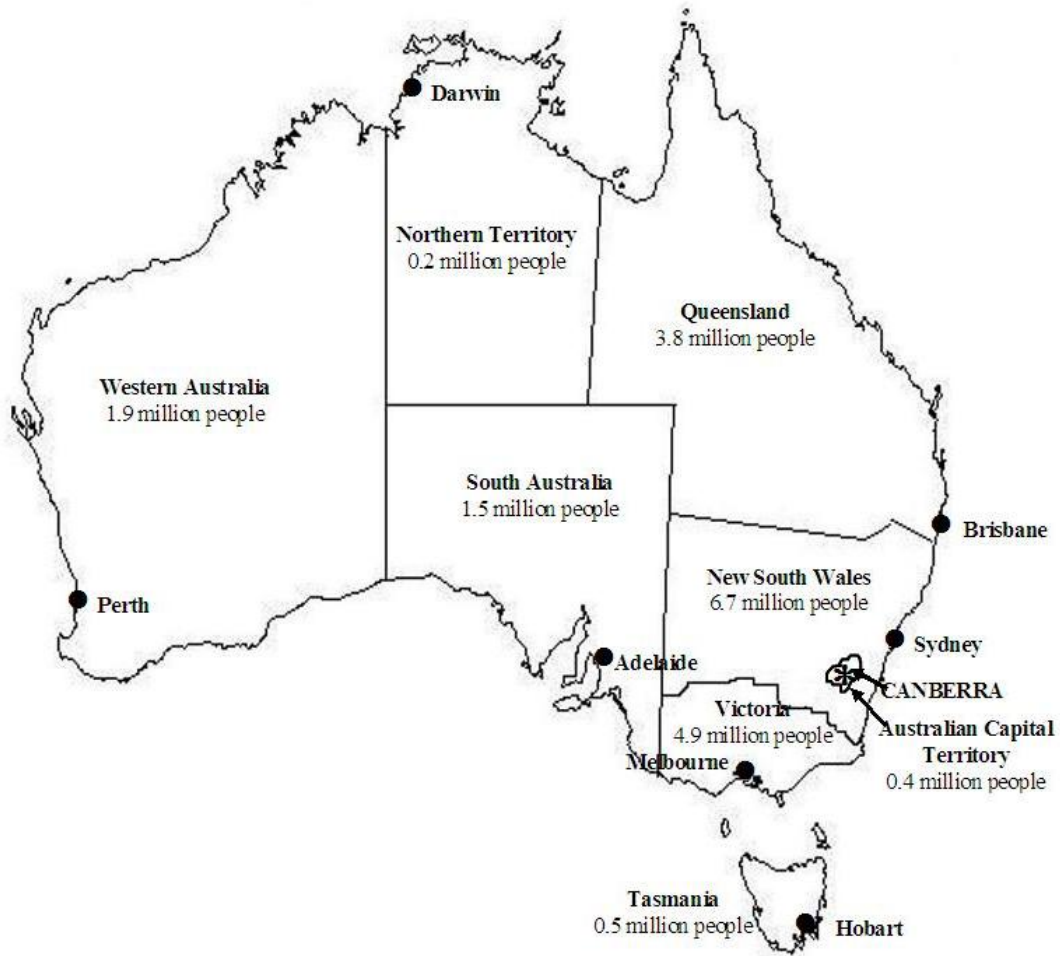 Darwin
Northern Territory
0.2 million people
Queensland
3.8 million people
Western Australia
1.9 million people
South Australia
1.5 million people
Brisbane
New South Wales
6.7 million people
Perth
Sydney
Adelaide
CANBERRA
Victoria
4.9 million people
Australian Capital
Territory
0.4 million people
Melbourne
Tasmania
0.5 million people
Hobart